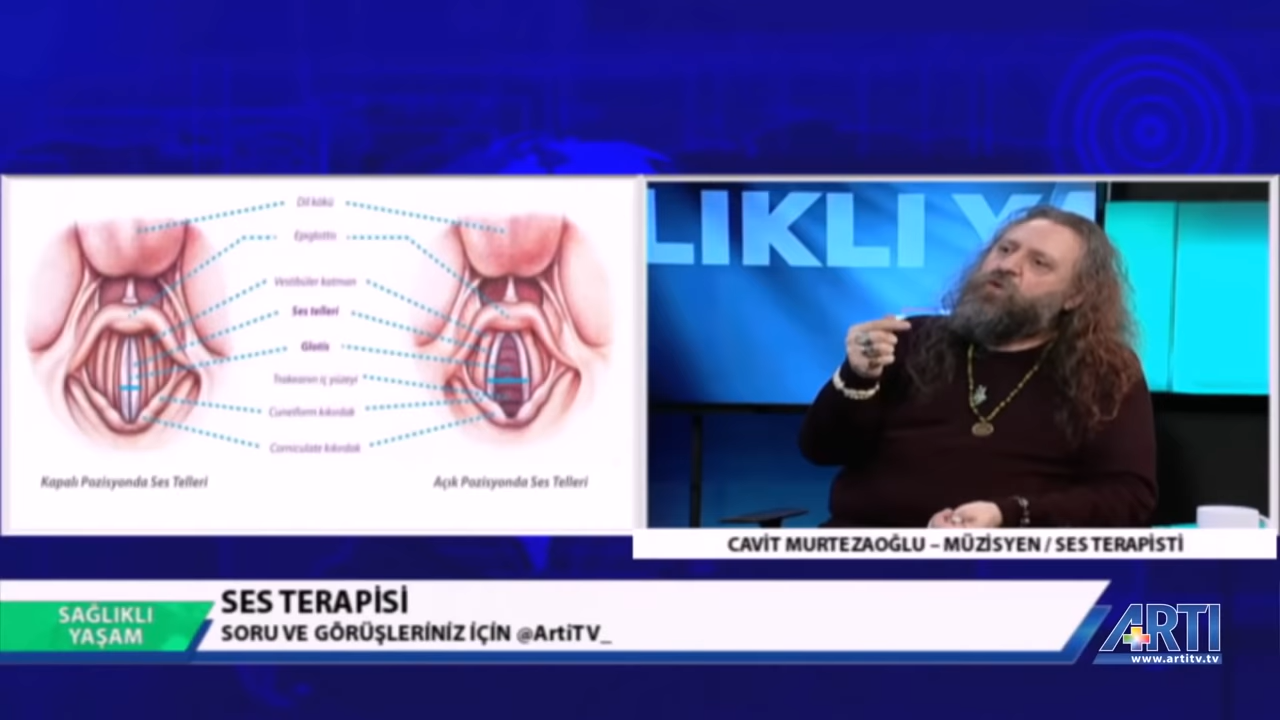 Dil kökü
Epiglottis
Vestibüler katman
Ses telleri
Glotis
Trakeanın iç yüzeyi
Cuneiform kıkırdak
Corniculate kıkırdak
Kapalı Pozisyonda Ses Telleri
Açık Pozisyonda Ses Telleri
LIKLI YA
CAVİT MURTEZAOĞLU – MÜZİSYEN / SES TERAPİSTİ
SAĞLIKLI
YAŞAM
SES TERAPİSİ
SORU VE GÖRÜŞLERİNİZ İÇİN @ArtiTV_
ARTI
www.artitv.tv